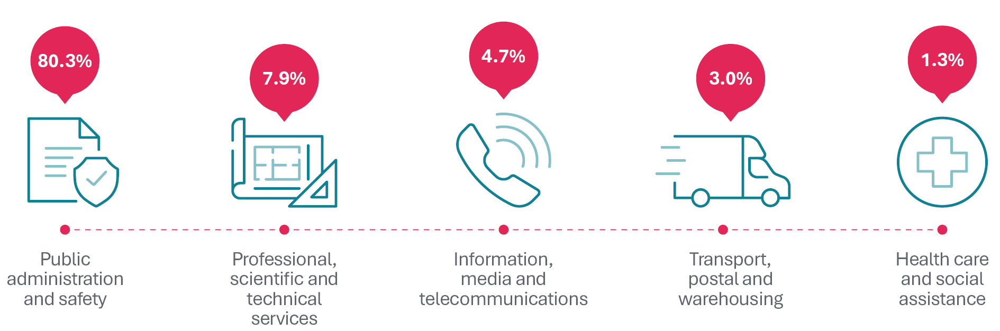 80.3%
7.9%
4.7%
3.0%
1.3%
Public
administration
and safety
Professional,
scientific and
technical
services
Information,
media and
telecommunications
Transport,
postal and
warehousing
Health care
and social
assistance